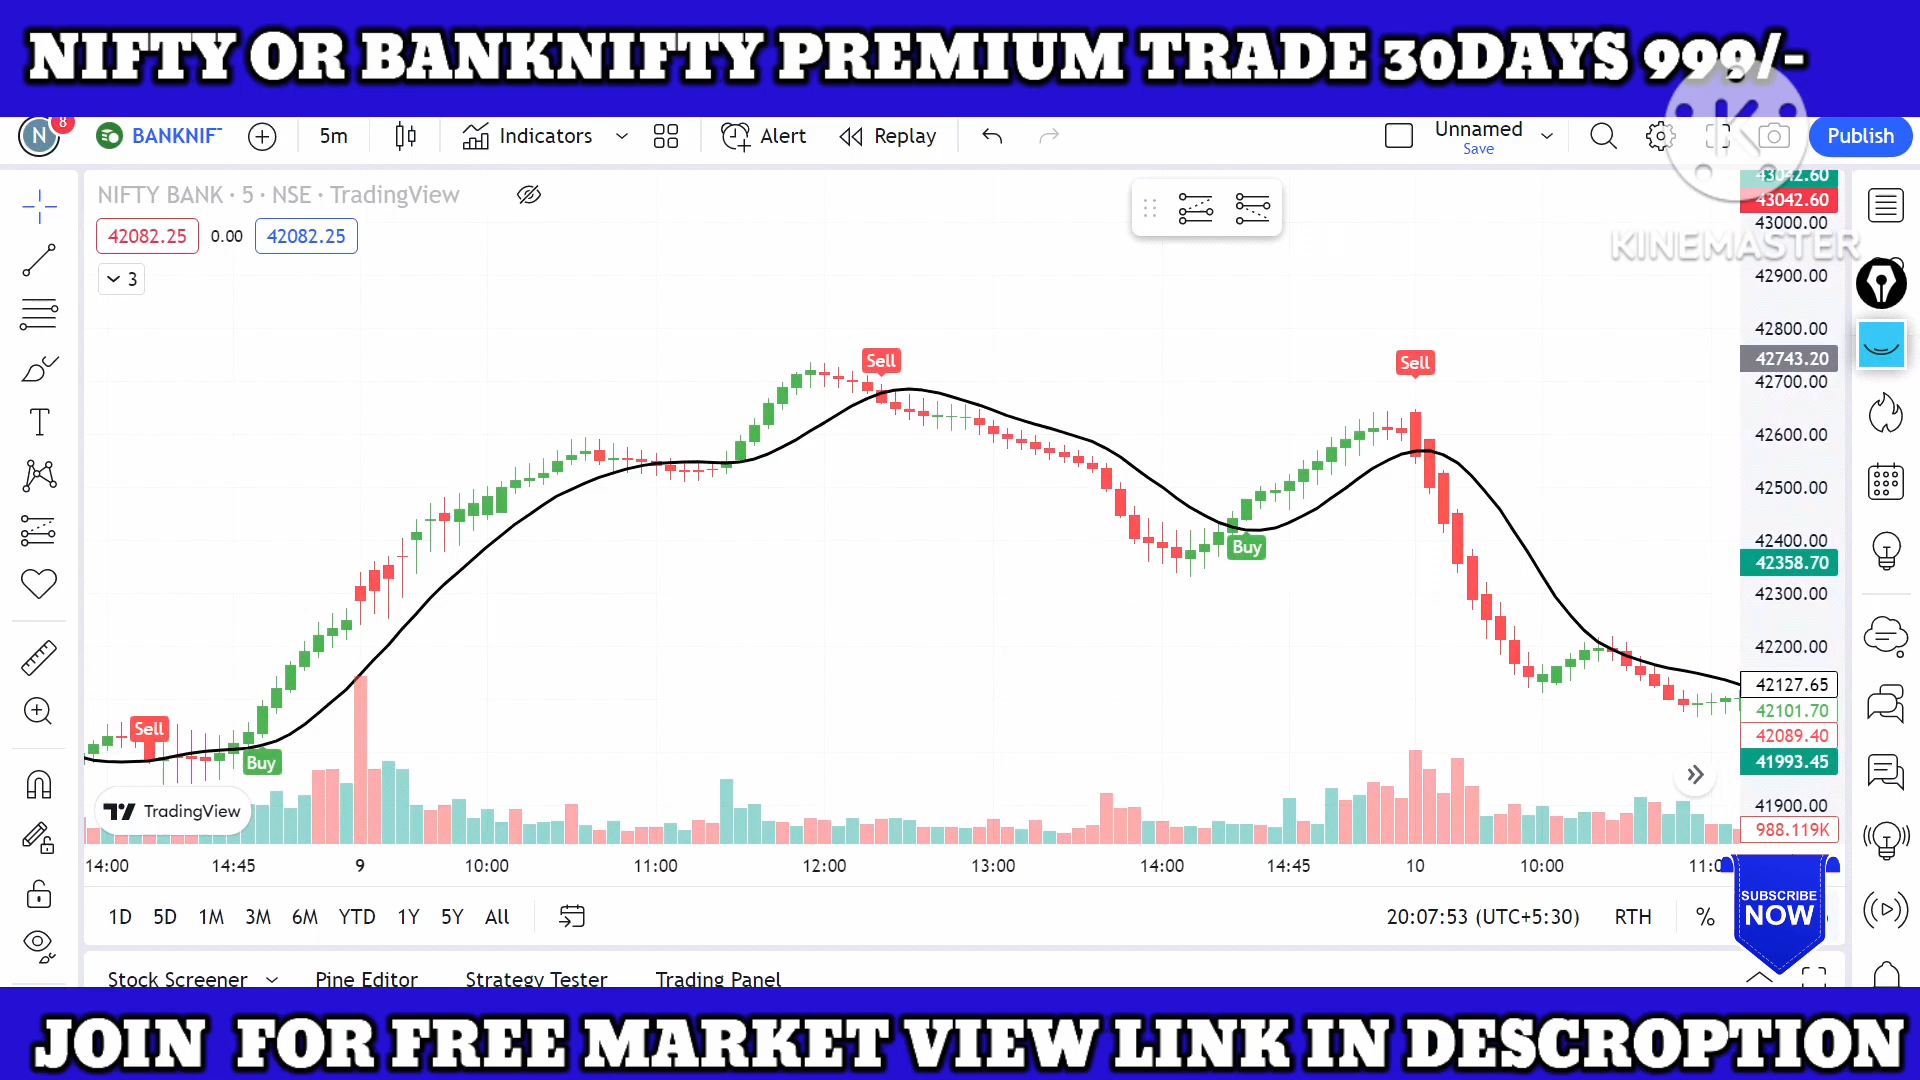 NIFTY OR BANKNIFTY PREMIUM TRADE 30DAYS 999/-
N 8 BANKNIF 5m Indicators Alert Replay Unnamed Save Publish
NIFTY BANK · 5 · NSE · TradingView
42082.25 0.00 42082.25
3
KINEMASTER
43042.60
43042.60
43000.00
42900.00
42800.00
42743.20
42700.00
42600.00
42500.00
42400.00
42358.70
42300.00
42200.00
42127.65
42101.70
42089.40
41993.45
41900.00
988.119K
Sell
Sell
Buy
Sell
Buy
TradingView
14:00 14:45 9 10:00 11:00 12:00 13:00 14:00 14:45 10 10:00 11:0
1D 5D 1M 3M 6M YTD 1Y 5Y All 20:07:53 (UTC+5:30) RTH %
SUBSCRIBE
NOW
Stock Screener Pine Editor Strategy Tester Trading Panel
JOIN FOR FREE MARKET VIEW LINK IN DESCROPTION